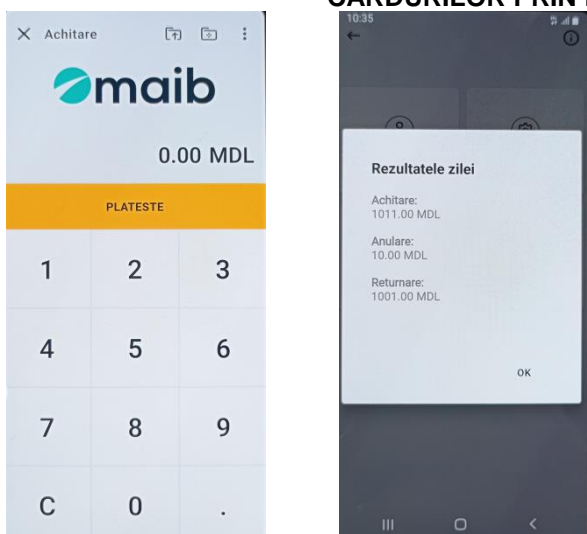 CARDURILOR PRIN
Achitare
maib
0.00 MDL
PLATESTE
1 2 3
4 5 6
7 8 9
C 0 .
10:35
Rezultatele zilei
Achitare:
1011.00 MDL
Anulare:
10.00 MDL
Returnare:
1001.00 MDL
OK